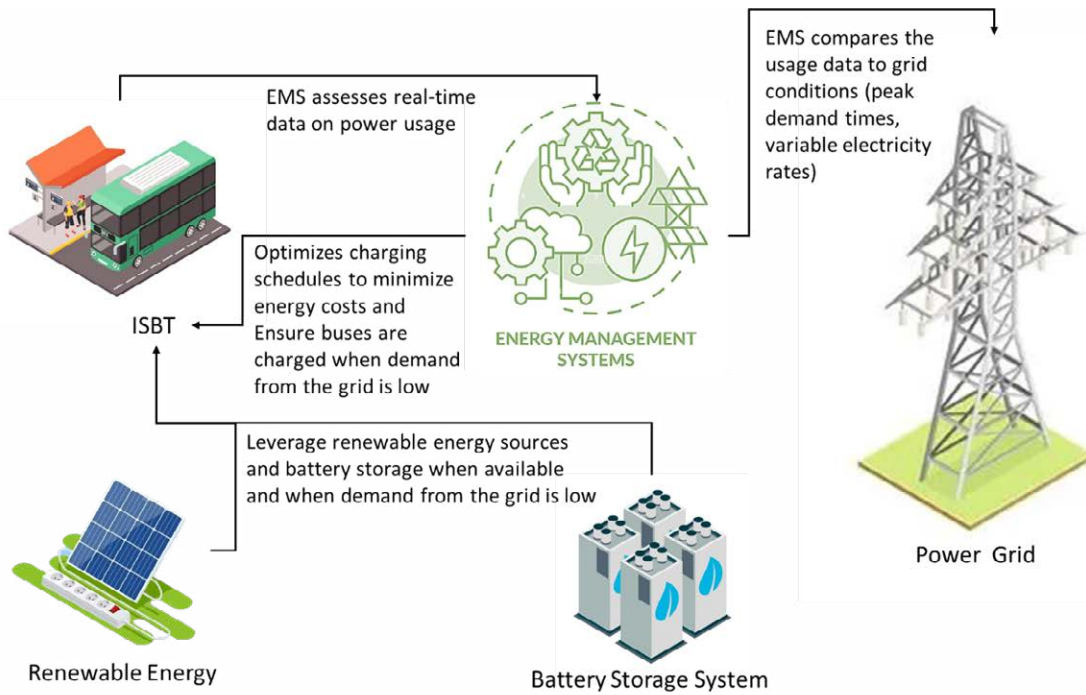 EMS assesses real-time
data on power usage
EMS compares the
usage data to grid
conditions (peak
demand times,
variable electricity
rates)
Optimizes charging
schedules to minimize
energy costs and
Ensure buses are
charged when demand
from the grid is low
ISBT
ENERGY MANAGEMENT
SYSTEMS
Leverage renewable energy sources
and battery storage when available
and when demand from the grid is low
Power Grid
Renewable Energy
Battery Storage System